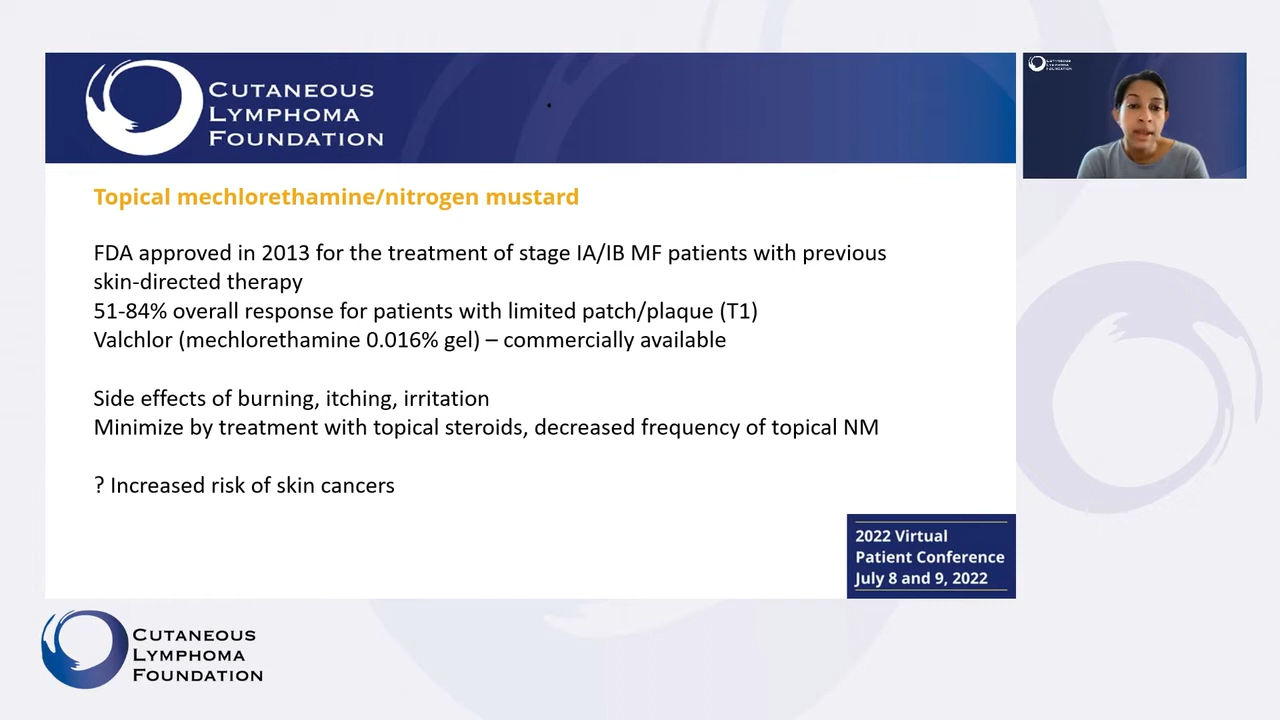 CUTANEOUS
LYMPHOMA
FOUNDATION
CUTANEOUS
LYMPHOMA
FOUNDATION
Topical mechlorethamine/nitrogen mustard
FDA approved in 2013 for the treatment of stage IA/IB MF patients with previous
skin-directed therapy
51-84% overall response for patients with limited patch/plaque (T1)
Valchlor (mechlorethamine 0.016% gel) – commercially available
Side effects of burning, itching, irritation
Minimize by treatment with topical steroids, decreased frequency of topical NM
? Increased risk of skin cancers
2022 Virtual
Patient Conference
July 8 and 9, 2022
CUTANEOUS
LYMPHOMA
FOUNDATION